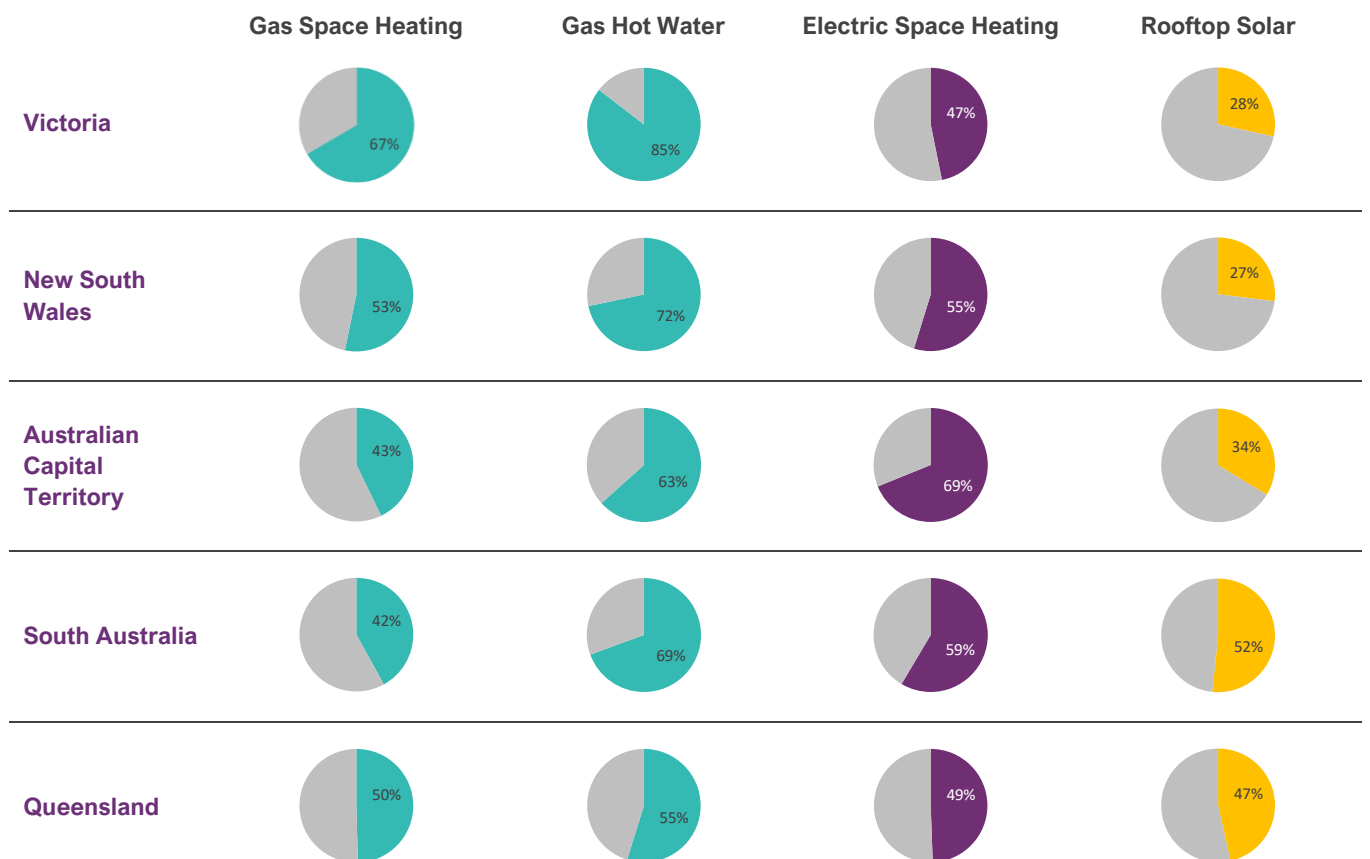 Gas Space Heating Gas Hot Water Electric Space Heating Rooftop Solar
Victoria 67% 85% 47% 28%
New South
Wales 53% 72% 55% 27%
Australian
Capital
Territory 43% 63% 69% 34%
South Australia 42% 69% 59% 52%
Queensland 50% 55% 49% 47%